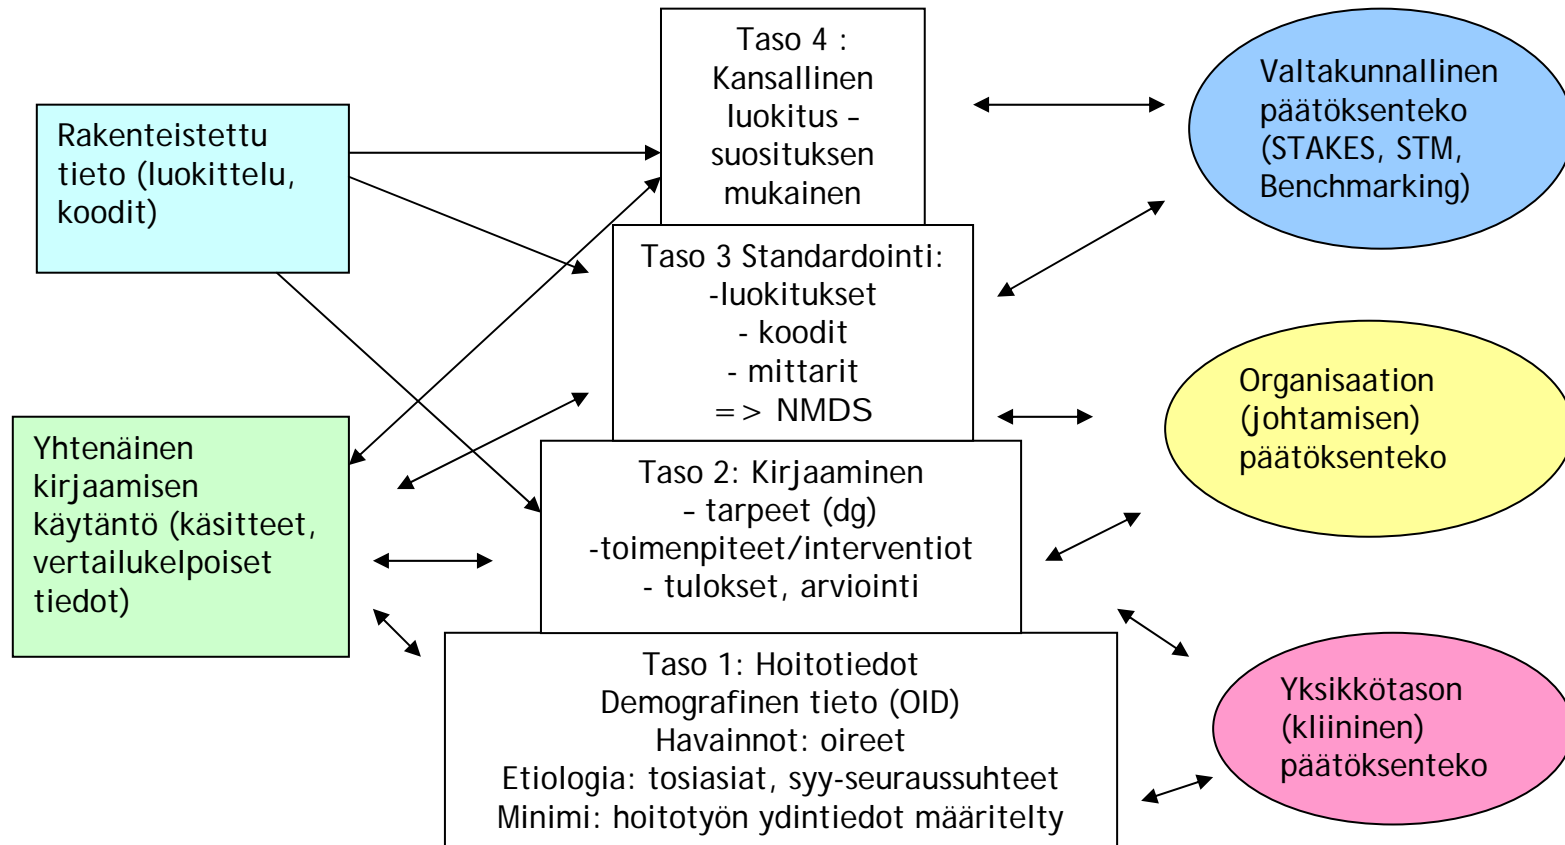 Rakenteistettu
tieto (luokittelu,
koodit)
Yhtenäinen
kirjaamisen
käytäntö (käsitteet,
vertailukelpoiset
tiedot)
Taso 4 :
Kansallinen
luokitus –
suosituksen
mukainen
Taso 3 Standardointi:
-luokitukset
- koodit
- mittarit
=> NMDS
Taso 2: Kirjaaminen
– tarpeet (dg)
-toimenpiteet/interventiot
- tulokset, arviointi
Taso 1: Hoitotiedot
Demografinen tieto (OID)
Havainnot: oireet
Etiologia: tosiasiat, syy-seuraussuhteet
Minimi: hoitotyön ydintiedot määritelty
Valtakunnallinen
päätöksenteko
(STAKES, STM,
Benchmarking)
Organisaation
(johtamisen)
päätöksenteko
Yksikkötason
(kliininen)
päätöksenteko